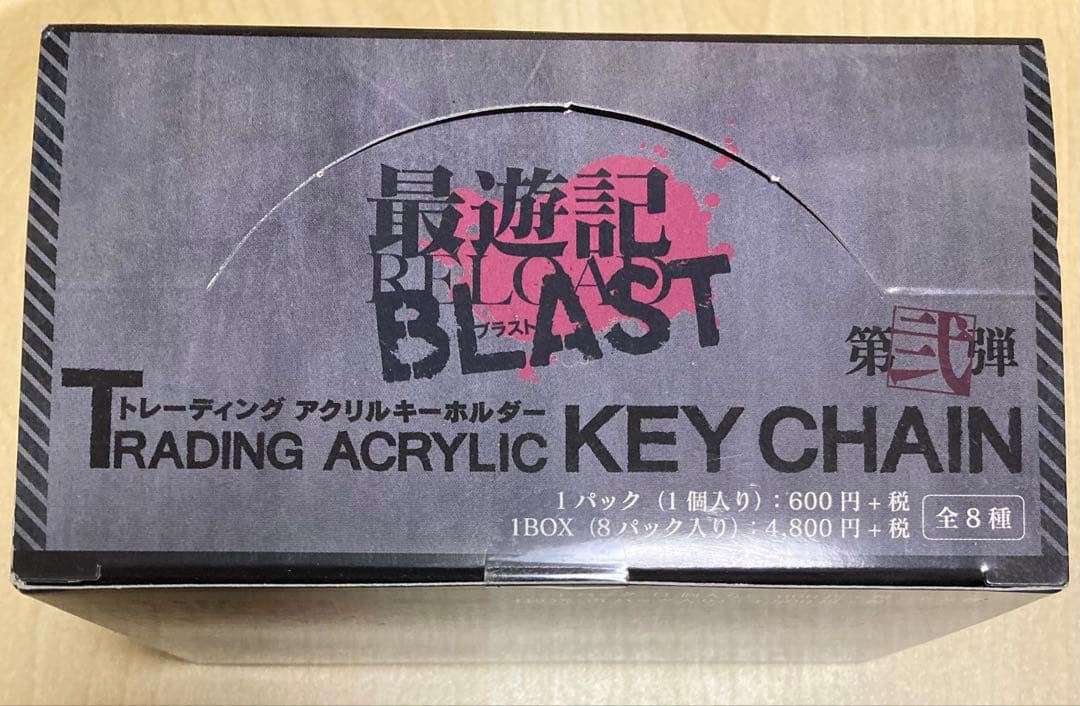 最遊記
RELOAD
BLAST
ブラスト
第弐弾
トレーディング アクリルキーホルダー
TRADING ACRYLIC KEY CHAIN
1パック（1個入り）：600円+税
1BOX（8パック入り）：4,800円+税
全8種